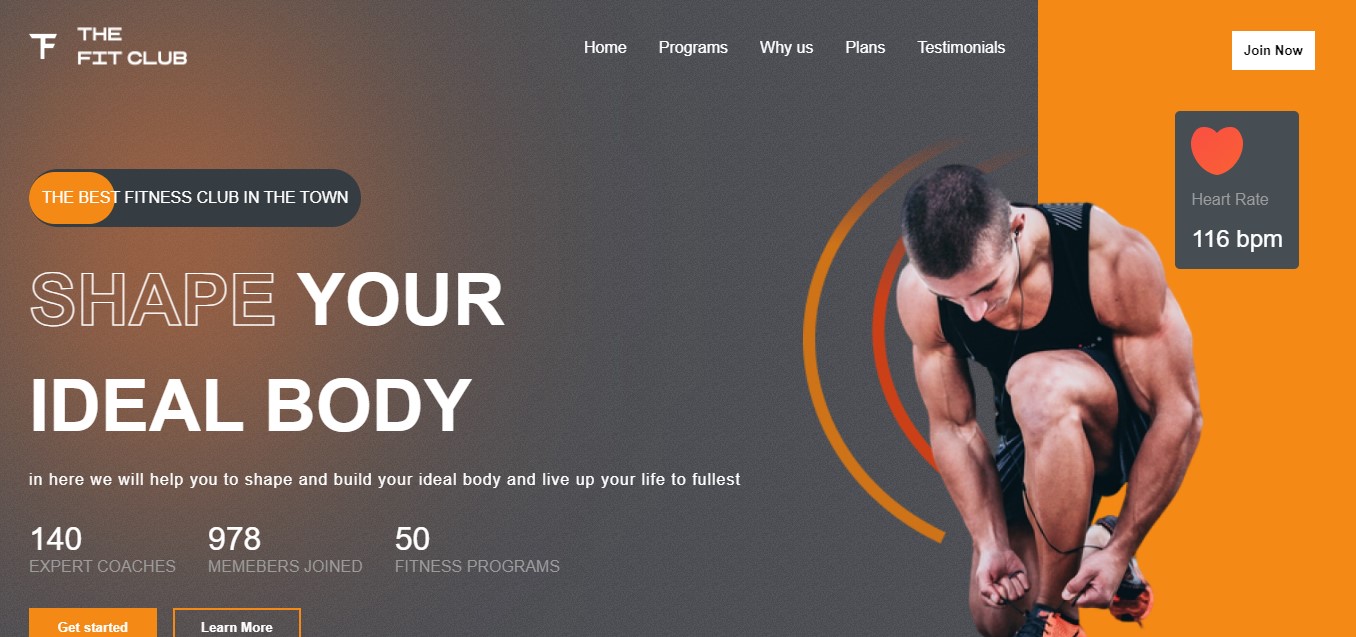 THE
FIT CLUB
Home Programs Why us Plans Testimonials
Join Now
Heart Rate
116 bpm
THE BEST FITNESS CLUB IN THE TOWN
SHAPE YOUR
IDEAL BODY
in here we will help you to shape and build your ideal body and live up your life to fullest
140 978 50
EXPERT COACHES MEMEBERS JOINED FITNESS PROGRAMS
Get started Learn More